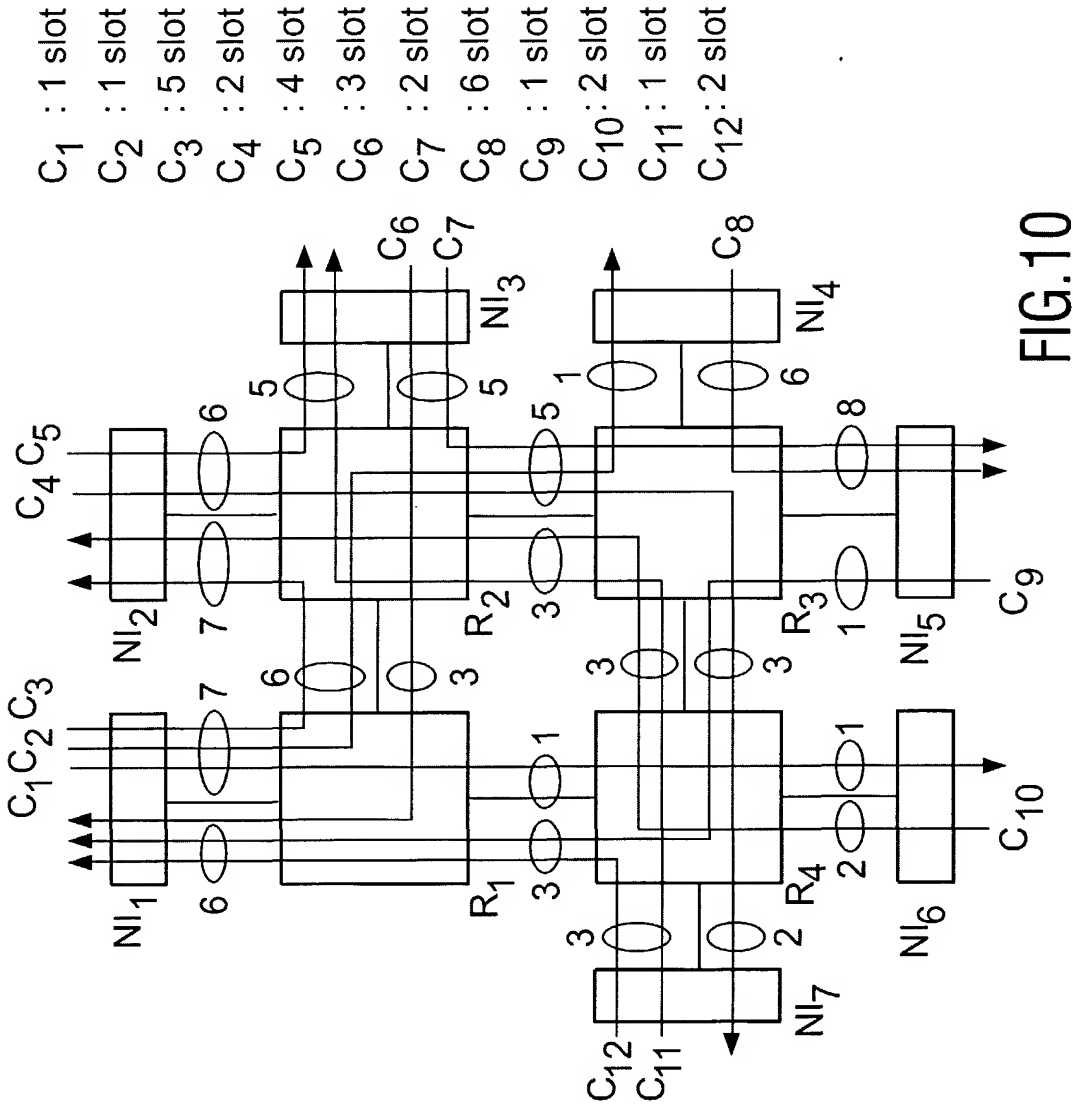 C1 : 1 slot
C2 : 1 slot
C3 : 5 slot
C4 : 2 slot
C5 : 4 slot
C6 : 3 slot
C7 : 2 slot
C8 : 6 slot
C9 : 1 slot
C10 : 2 slot
C11 : 1 slot
C12 : 2 slot
C1 C2 C3
C4 C5
NI1
NI2
6
7
7
6
R1
R2
6
3
5
5
NI3
C6
C7
3
1
3
5
C12
C11
NI7
3
2
R4
3
3
R3
1
6
NI4
C8
2
1
1
8
NI6
C10
NI5
C9
FIG.10